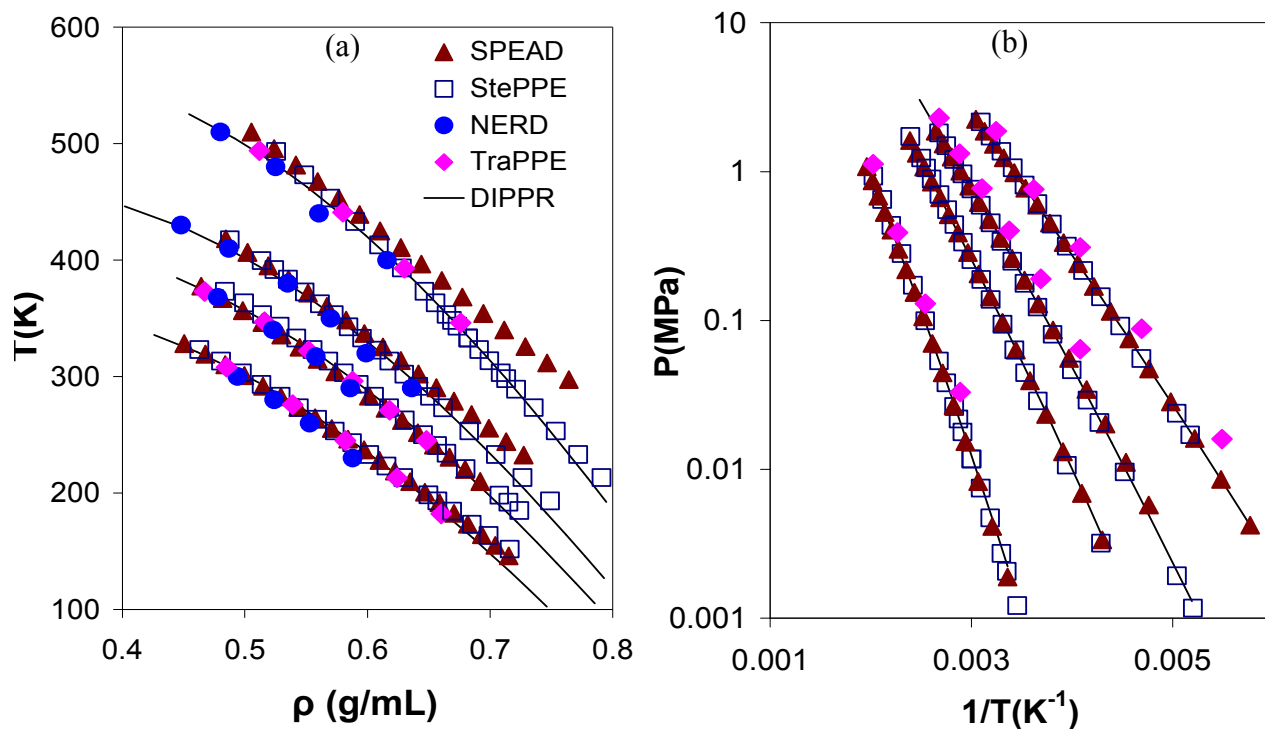 (a)
SPEAD
StePPE
NERD
TraPPE
DIPPR
T(K)
600
500
400
300
200
100
0.4 0.5 0.6 0.7 0.8
ρ (g/mL)
(b)
P(MPa)
10
1
0.1
0.01
0.001
0.001 0.003 0.005
1/T(K⁻¹)